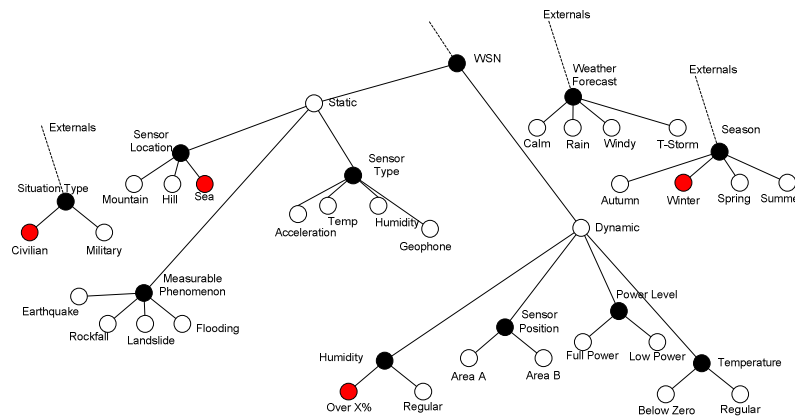 Externals
WSN
Weather
Forecast
Externals
Static
Externals
Sensor
Location
Calm
Rain
Windy
T-Storm
Season
Sensor
Type
Situation Type
Mountain
Hill
Sea
Autumn
Winter
Spring
Summe
Acceleration
Temp
Humidity
Geophone
Dynamic
Civilian
Military
Measurable
Phenomenon
Earthquake
Rockfall
Landslide
Flooding
Power Level
Sensor
Position
Full Power
Low Power
Humidity
Temperature
Area A
Area B
Over X%
Regular
Below Zero
Regular